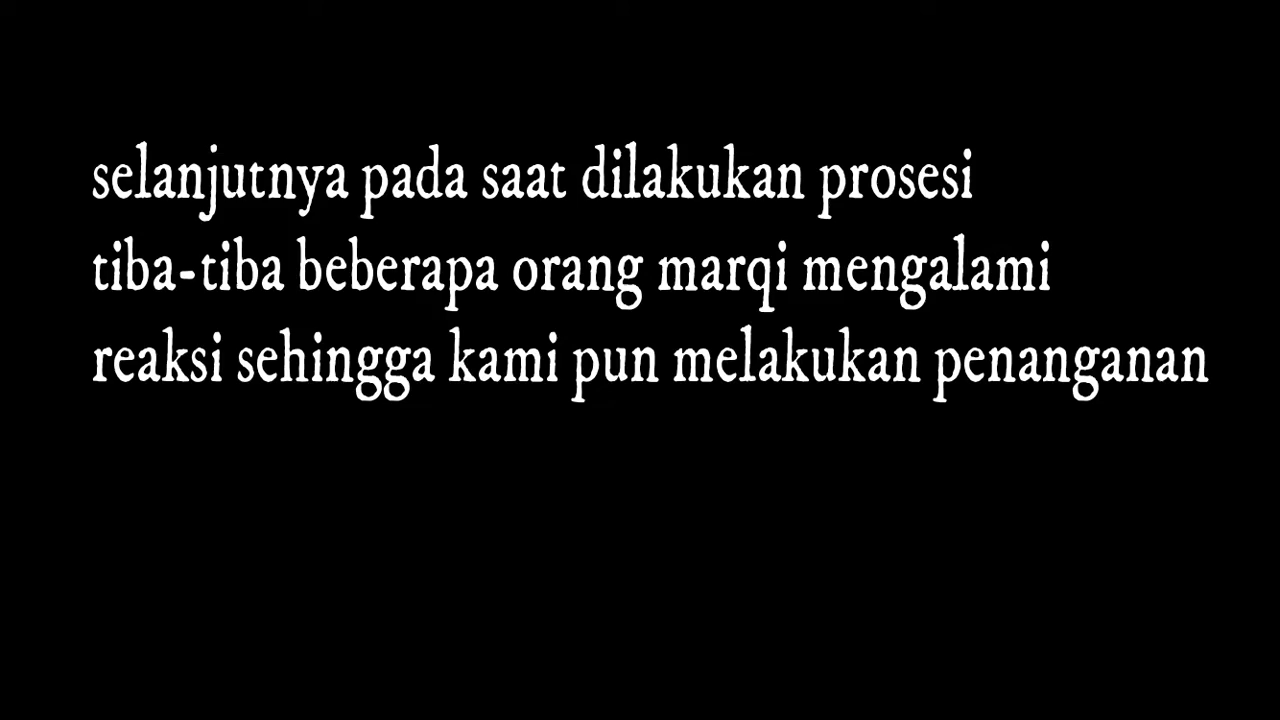 selanjutnya pada saat dilakukan prosesi
tiba-tiba beberapa orang marqi mengalami
reaksi sehingga kami pun melakukan penanganan